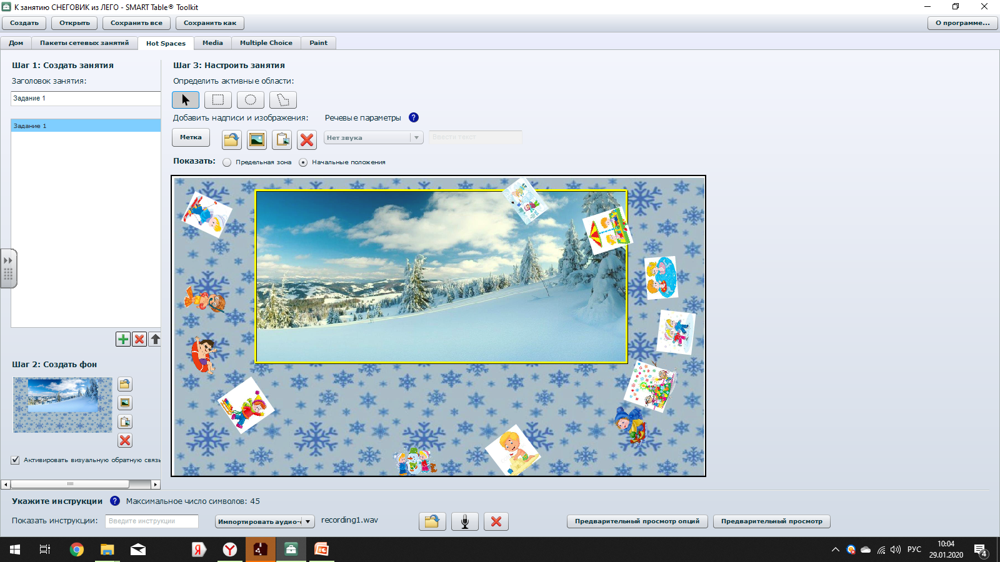 К занятию СНЕГОВИК из ЛЕГО - SMART Table® Toolkit
Создать Открыть Сохранить все Сохранить как О программе...
Дом Пакеты сетевых занятий Hot Spaces Media Multiple Choice Paint
Шаг 1: Создать занятия
Заголовок занятия:
Задание 1
Задание 1
Шаг 3: Настроить занятия
Определить активные области:
Добавить надписи и изображения: Речевые параметры ?
Метка Нет звука Ввести текст
Показать: Предельная зона Начальные положения
Шаг 2: Создать фон
Активировать визуальную обратную связь
Укажите инструкции ? Максимальное число символов: 45
Показать инструкции: Введите инструкции Импортировать аудио- recording1.wav Предварительный просмотр опций Предварительный просмотр
РУС 10:04
29.01.2020 4